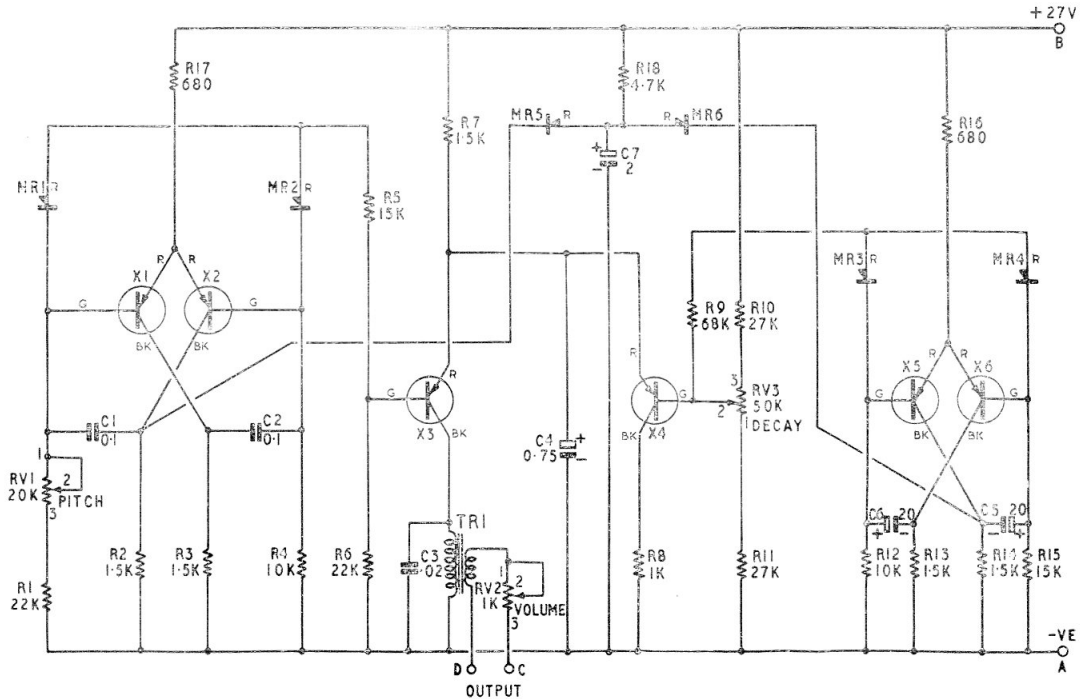 +27V
B
R17
680
R18
4.7K
MR5
R
R
MR6
R7
1.5K
R16
680
+
C7
-
2
MR1
R
MR2
R
R5
15K
MR3
R
MR4
R
R
R
X1
X2
G
G
BK
BK
R9
68K
R10
27K
R
R
X5
X6
R
R
G
X3
BK
G
X4
BK
3
2
1
RV3
50K
DECAY
BK
BK
C1
0.1
C2
0.1
C4
0.75
+
-
1
2
RV1
20K
PITCH
3
TR1
C6
20
+
-
C5
20
-
+
R2
1.5K
R3
1.5K
R4
10K
R6
22K
C3
.02
1
2
RV2
1K
VOLUME
3
R8
1K
R11
27K
R12
10K
R13
1.5K
R14
1.5K
R15
15K
R1
22K
-VE
A
D
C
OUTPUT